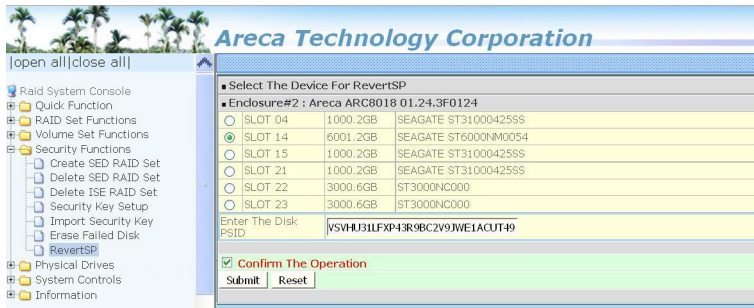 Areca Technology Corporation
|open all|close all|
Raid System Console
Quick Function
RAID Set Functions
Volume Set Functions
Security Functions
Create SED RAID Set
Delete SED RAID Set
Delete ISE RAID Set
Security Key Setup
Import Security Key
Erase Failed Disk
RevertSP
Physical Drives
System Controls
Information
Select The Device For RevertSP
Enclosure#2 : Areca ARC8018 01.24.3F0124
SLOT 04 1000.2GB SEAGATE ST31000425SS
SLOT 14 6001.2GB SEAGATE ST6000NM0054
SLOT 15 1000.2GB SEAGATE ST31000425SS
SLOT 21 1000.2GB SEAGATE ST31000425SS
SLOT 22 3000.6GB ST3000NC000
SLOT 23 3000.6GB ST3000NC000
Enter The Disk
PSID
VSVHU31LFXP43R9BC2V9JWE1ACUT49
Confirm The Operation
Submit Reset